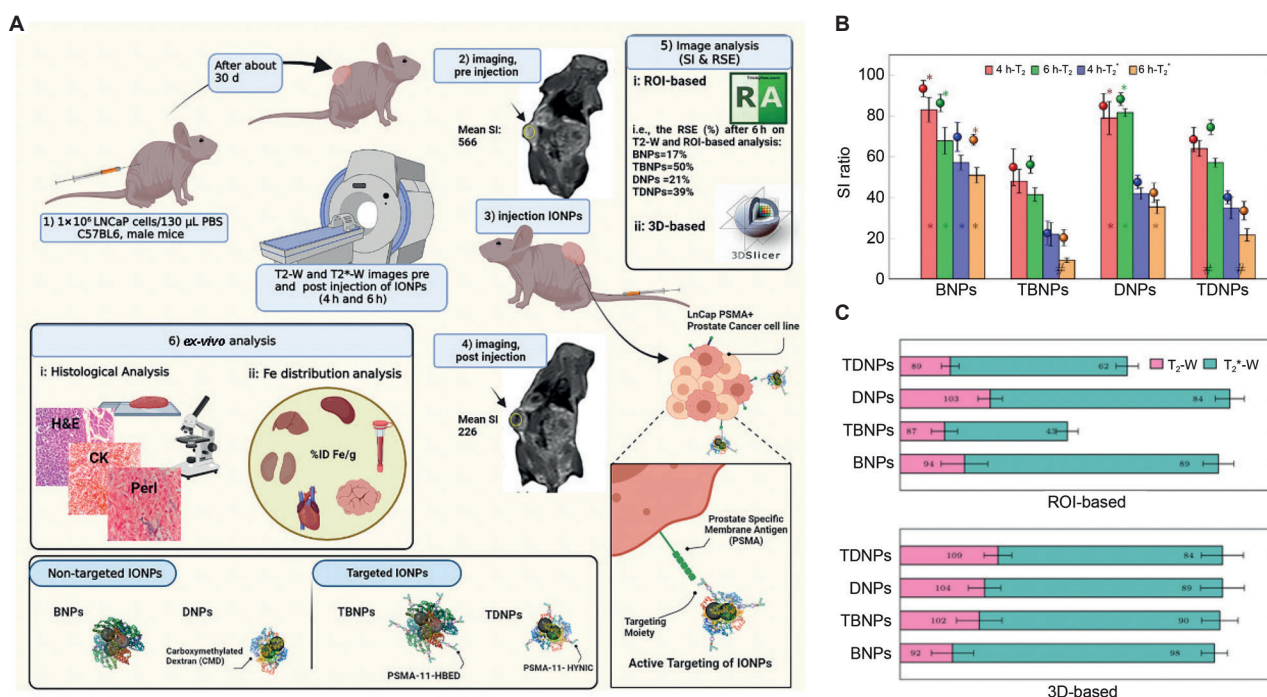 A
After about
30 d
1) 1×10⁶ LNCaP cells/130 μL PBS
C57BL6, male mice
T2-W and T2*-W images pre
and post injection of IONPs
(4 h and 6 h)
2) imaging,
pre injection
Mean SI:
566
3) injection IONPs
4) imaging,
post injection
Mean SI
226
5) Image analysis
(SI & RSE)
i: ROI-based
RA
i.e., the RSE (%) after 6 h on
T2-W and ROI-based analysis:
BNPs=17%
TBNPs=50%
DNPs =21%
TDNPs=39%
ii: 3D-based
3DSlicer
LnCap PSMA+
Prostate Cancer cell line
6) ex-vivo analysis
i: Histological Analysis
H&E
CK
Perl
ii: Fe distribution analysis
%ID Fe/g
Prostate Specific
Membrane Antigen
(PSMA)
Targeting
Moiety
Active Targeting of IONPs
Non-targeted IONPs
BNPs
DNPs
Carboxymethylated
Dextran (CMD)
Targeted IONPs
TBNPs
TDNPs
PSMA-11-HBED
PSMA-11- HYNIC
B
SI ratio
100
80
60
40
20
0
4 h-T₂ 6 h-T₂ 4 h-T₂* 6 h-T₂*
* * *
* *
* * * *
#
* * *
# #
BNPs TBNPs DNPs TDNPs
C
T₂-W T₂*-W
TDNPs 89 62
DNPs 103 84
TBNPs 87 43
BNPs 94 89
ROI-based
TDNPs 109 84
DNPs 104 89
TBNPs 102 90
BNPs 92 98
3D-based